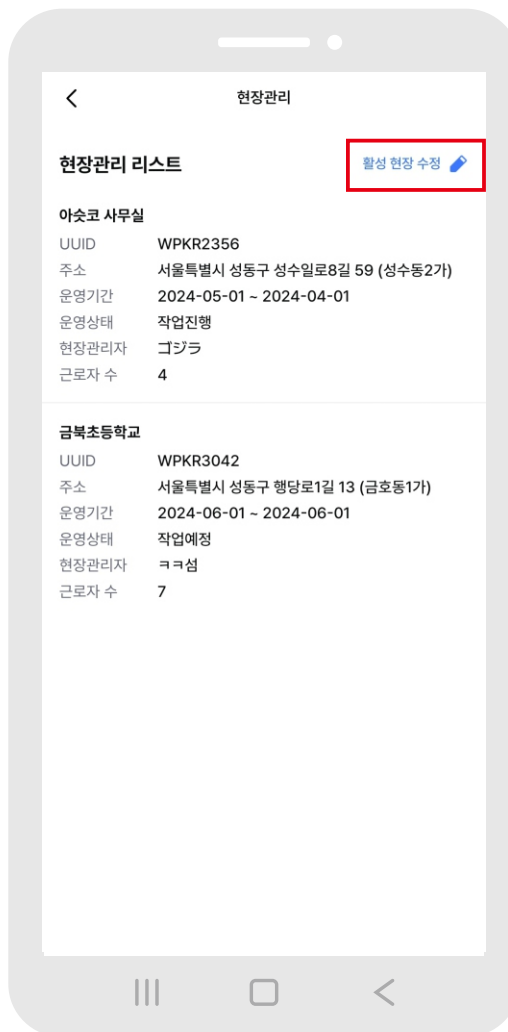 현장관리
현장관리 리스트 활성 현장 수정
아숫코 사무실
UUID WPKR2356
주소 서울특별시 성동구 성수일로8길 59 (성수동2가)
운영기간 2024-05-01 ~ 2024-04-01
운영상태 작업진행
현장관리자 ゴジラ
근로자 수 4
금북초등학교
UUID WPKR3042
주소 서울특별시 성동구 행당로1길 13 (금호동1가)
운영기간 2024-06-01 ~ 2024-06-01
운영상태 작업예정
현장관리자 ㅋㅋ섬
근로자 수 7